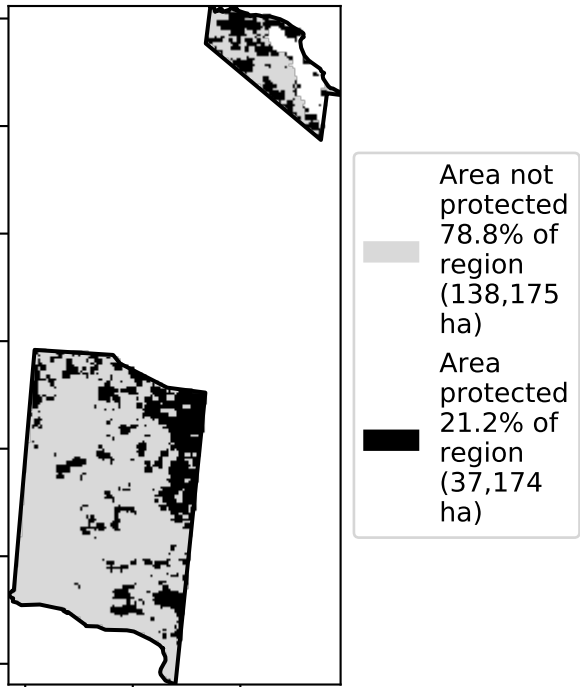 Area not
protected
78.8% of
region
(138,175
ha)
Area
protected
21.2% of
region
(37,174
ha)